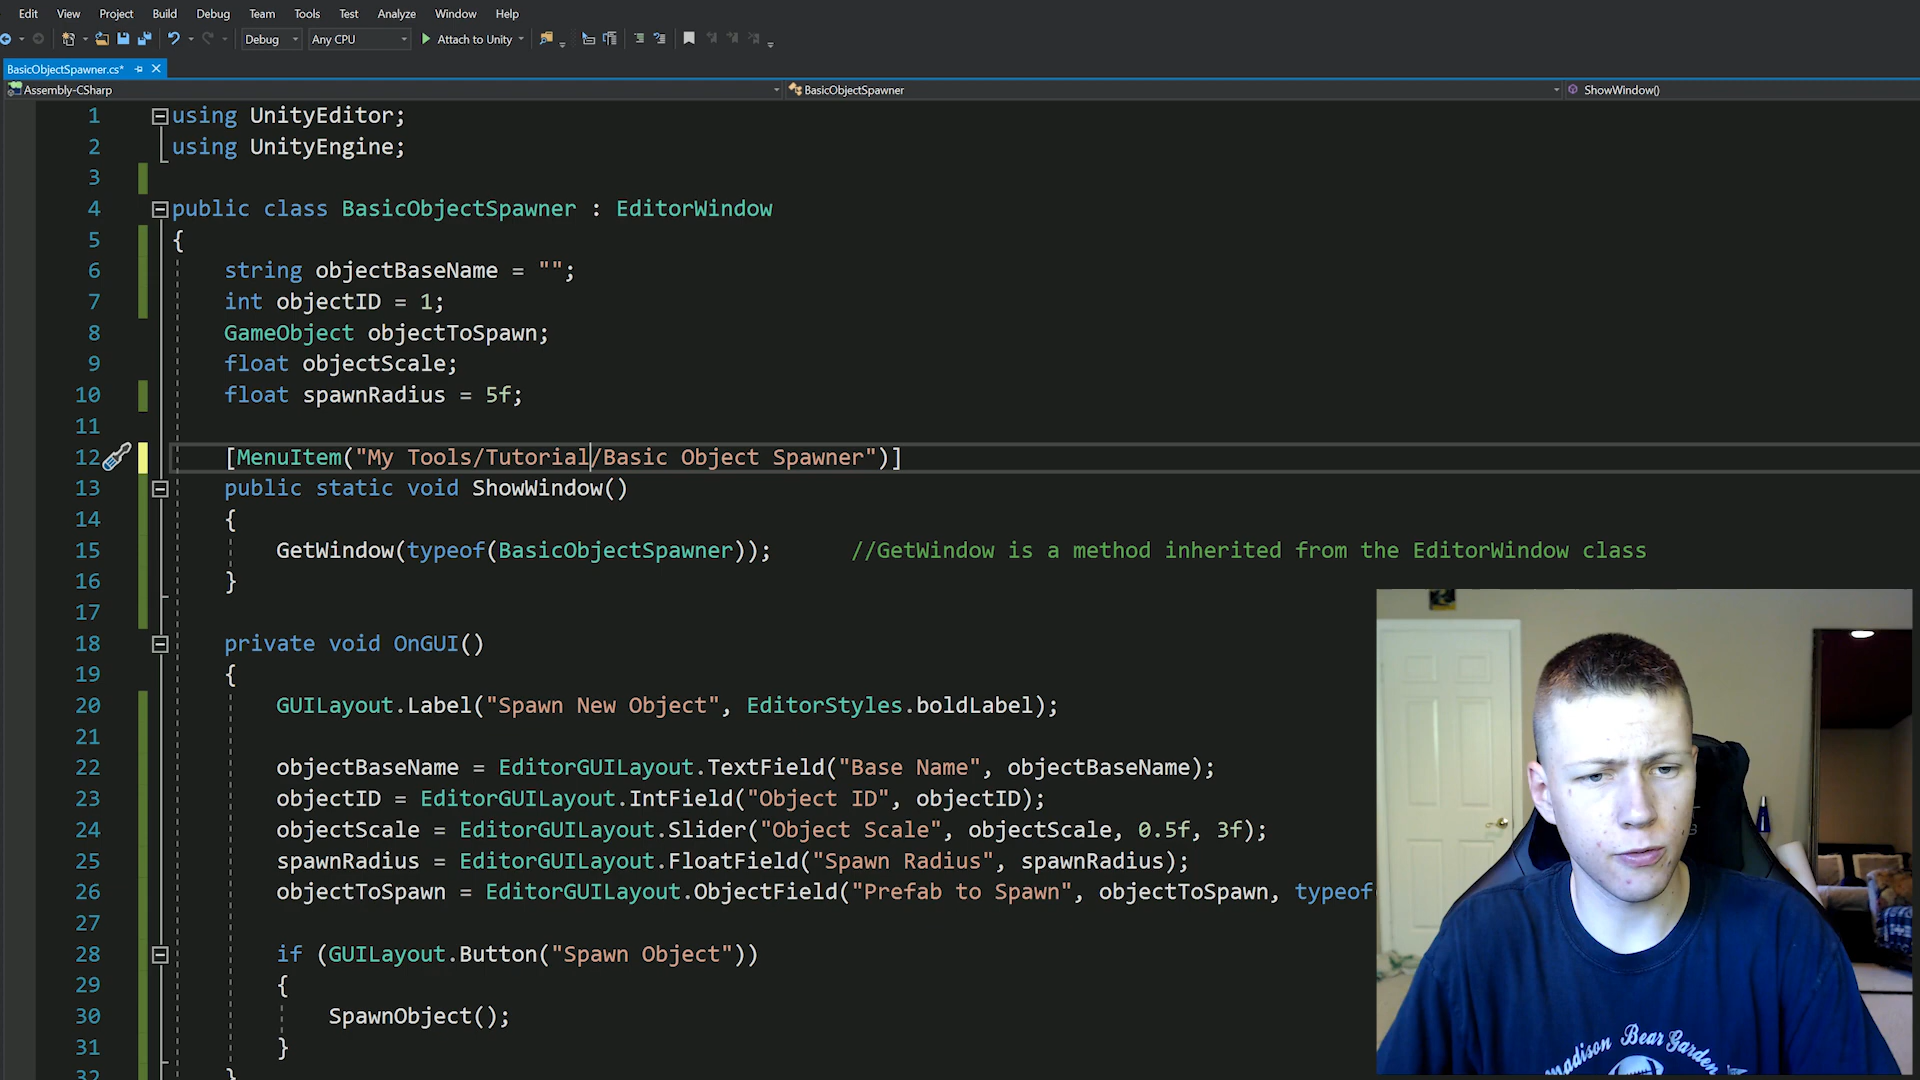 Edit View Project Build Debug Team Tools Test Analyze Window Help
Debug Any CPU Attach to Unity
BasicObjectSpawner.cs*
Assembly-CSharp BasicObjectSpawner ShowWindow()
1 using UnityEditor;
2 using UnityEngine;
3
4 public class BasicObjectSpawner : EditorWindow
5 {
6 string objectBaseName = "";
7 int objectID = 1;
8 GameObject objectToSpawn;
9 float objectScale;
10 float spawnRadius = 5f;
11
12 [MenuItem("My Tools/Tutorial/Basic Object Spawner")]
13 public static void ShowWindow()
14 {
15 GetWindow(typeof(BasicObjectSpawner)); //GetWindow is a method inherited from the EditorWindow class
16 }
17
18 private void OnGUI()
19 {
20 GUILayout.Label("Spawn New Object", EditorStyles.boldLabel);
21
22 objectBaseName = EditorGUILayout.TextField("Base Name", objectBaseName);
23 objectID = EditorGUILayout.IntField("Object ID", objectID);
24 objectScale = EditorGUILayout.Slider("Object Scale", objectScale, 0.5f, 3f);
25 spawnRadius = EditorGUILayout.FloatField("Spawn Radius", spawnRadius);
26 objectToSpawn = EditorGUILayout.ObjectField("Prefab to Spawn", objectToSpawn, typeof
27
28 if (GUILayout.Button("Spawn Object"))
29 {
30 SpawnObject();
31 }
32 }
Madison Bear Garden